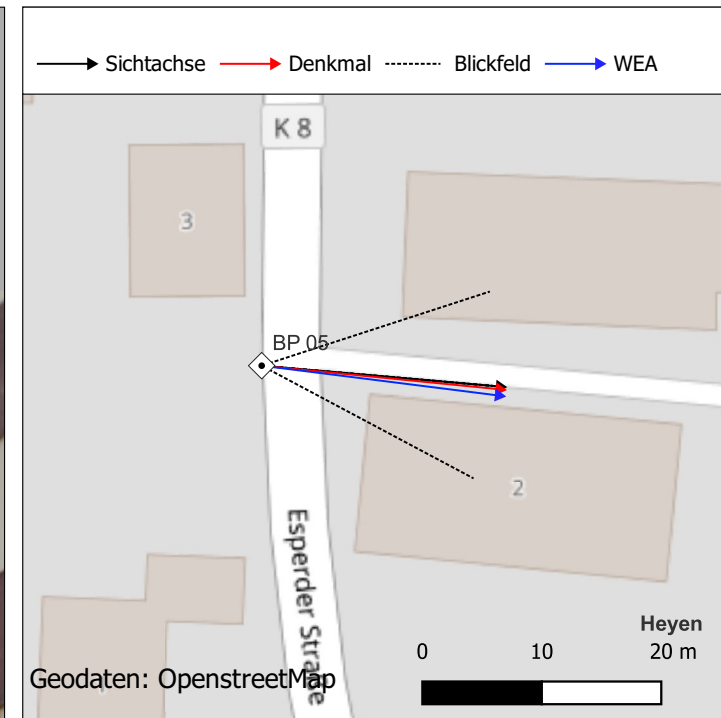 Sichtachse Denkmal Blickfeld WEA
K 8
3
BP 05
2
Esperder Straße
Heyen
0 10 20 m
Geodaten: OpenstreetMap